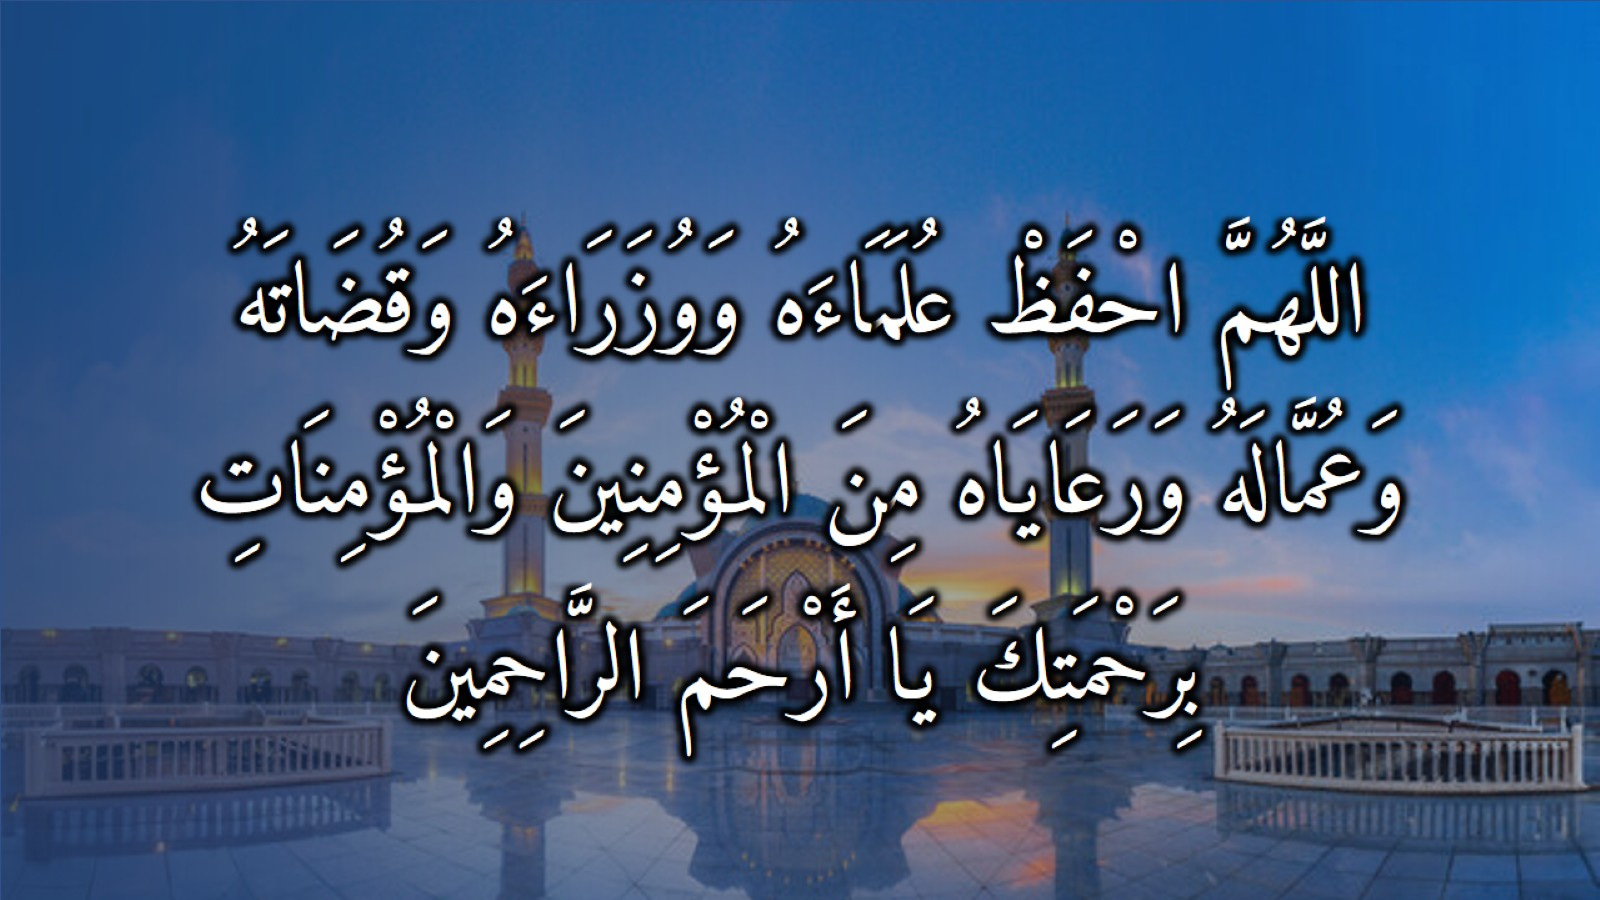 اللَّهُمَّ احْفَظْ عُلَمَاءَهُ وَوُزَرَاءَهُ وَقُضَاتَهُ
وَعُمَّالَهُ وَرَعَايَاهُ مِنَ الْمُؤْمِنِينَ وَالْمُؤْمِنَاتِ
بِرَحْمَتِكَ يَا أَرْحَمَ الرَّاحِمِينَ